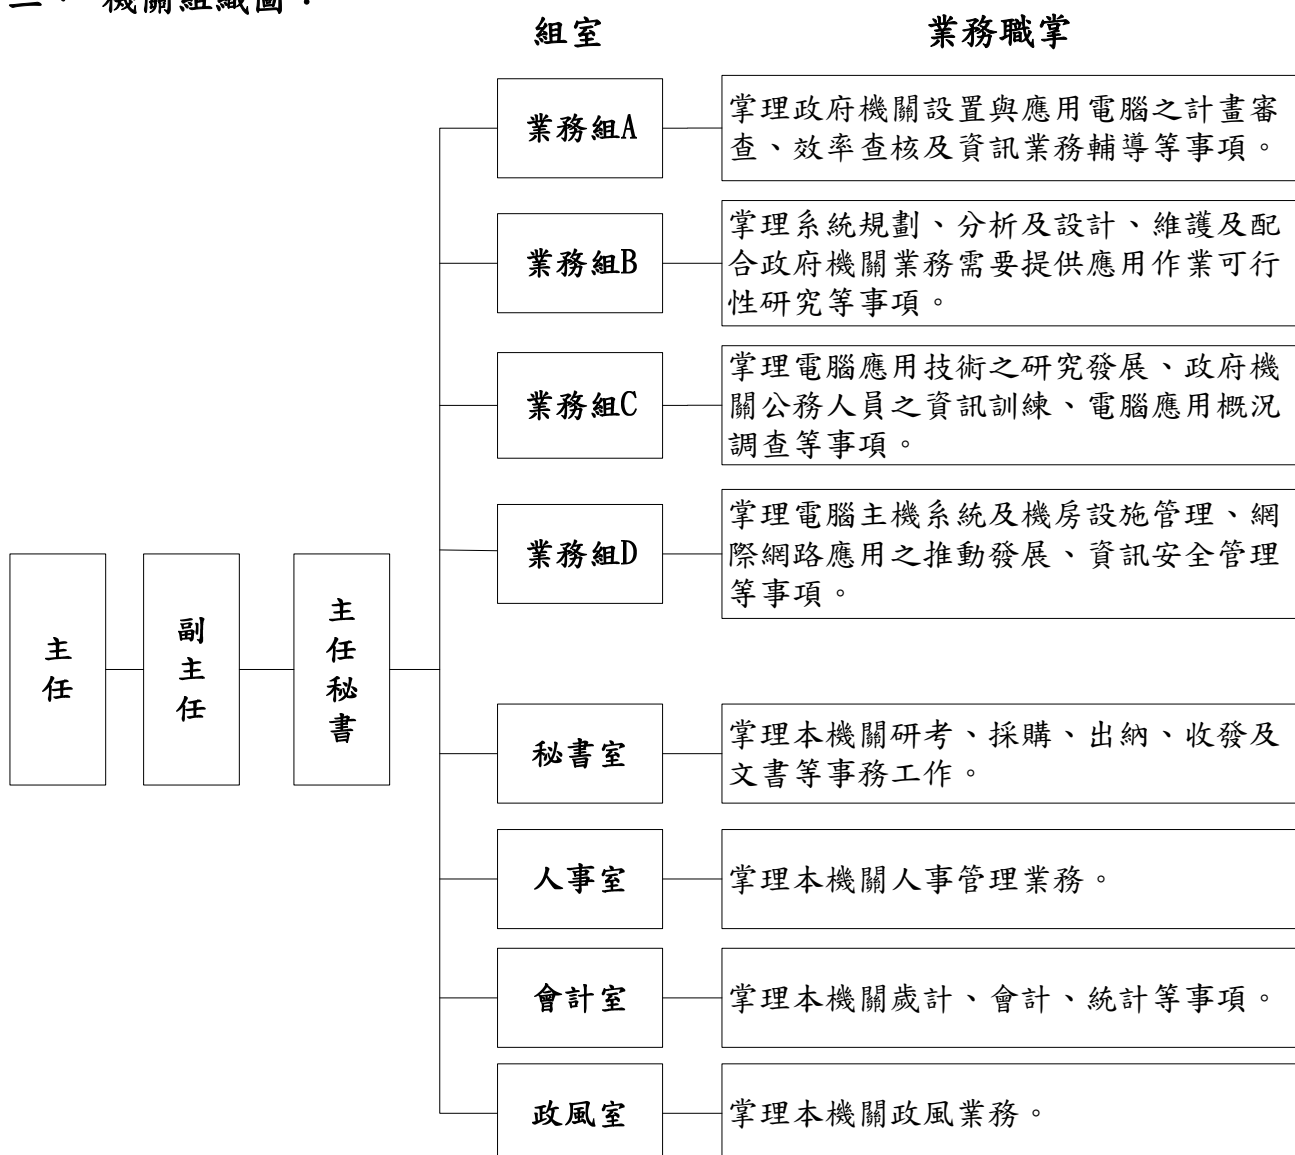 機關組織圖：
組室
業務職掌
業務組A
掌理政府機關設置與應用電腦之計畫審
查、效率查核及資訊業務輔導等事項。
業務組B
掌理系統規劃、分析及設計、維護及配
合政府機關業務需要提供應用作業可行
性研究等事項。
業務組C
掌理電腦應用技術之研究發展、政府機
關公務人員之資訊訓練、電腦應用概況
調查等事項。
業務組D
掌理電腦主機系統及機房設施管理、網
際網路應用之推動發展、資訊安全管理
等事項。
主任
副主任
主任秘書
秘書室
掌理本機關研考、採購、出納、收發及
文書等事務工作。
人事室
掌理本機關人事管理業務。
會計室
掌理本機關歲計、會計、統計等事項。
政風室
掌理本機關政風業務。